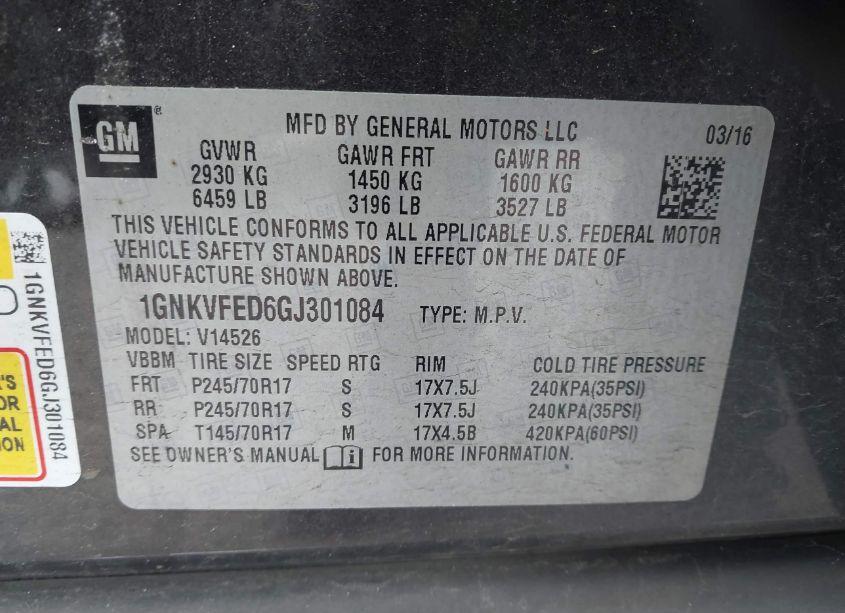 GM
®
MFD BY GENERAL MOTORS LLC
03/16
GVWR GAWR FRT GAWR RR
2930 KG 1450 KG 1600 KG
6459 LB 3196 LB 3527 LB
THIS VEHICLE CONFORMS TO ALL APPLICABLE U.S. FEDERAL MOTOR
VEHICLE SAFETY STANDARDS IN EFFECT ON THE DATE OF
MANUFACTURE SHOWN ABOVE.
1GNKVFED6GJ301084 TYPE: M.P.V.
MODEL: V14526
VBBM TIRE SIZE SPEED RTG RIM COLD TIRE PRESSURE
FRT P245/70R17 S 17X7.5J 240KPA(35PSI)
RR P245/70R17 S 17X7.5J 240KPA(35PSI)
SPA T145/70R17 M 17X4.5B 420KPA(60PSI)
SEE OWNER'S MANUAL FOR MORE INFORMATION.
1GNKVFED6GJ301084
'S
OR
AL
ION